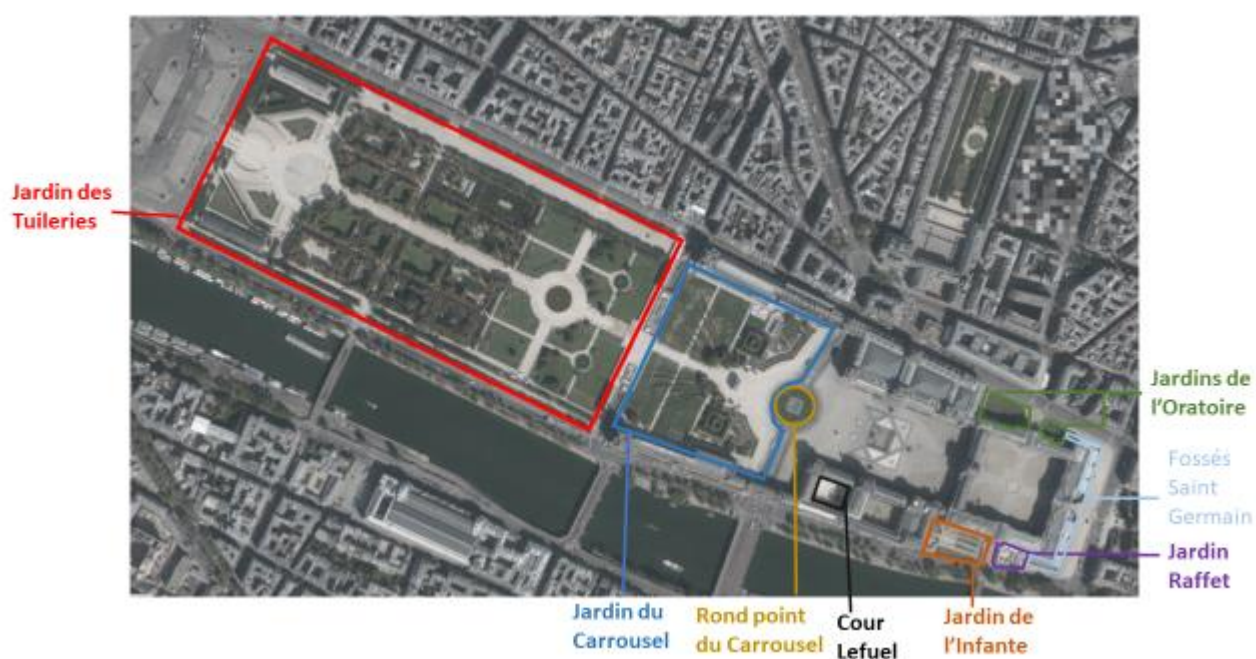 Jardin des
Tuileries
Jardins de
l'Oratoire
Fossés
Saint
Germain
Jardin
Raffet
Jardin du
Carrousel
Rond point
du Carrousel
Cour
Lefuel
Jardin de
l'Infante